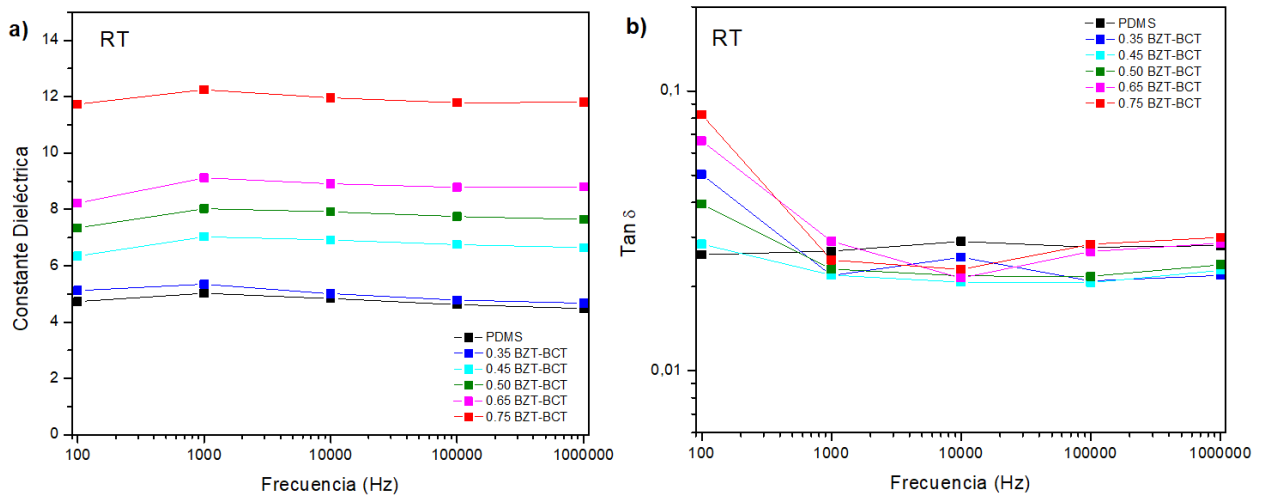 a)
RT
14
12
10
8
6
4
2
0
Constante Dieléctrica
PDMS
0.35 BZT-BCT
0.45 BZT-BCT
0.50 BZT-BCT
0.65 BZT-BCT
0.75 BZT-BCT
100 1000 10000 100000 1000000
Frecuencia (Hz)
b)
RT
0,1
0,01
Tan δ
PDMS
0.35 BZT-BCT
0.45 BZT-BCT
0.50 BZT-BCT
0.65 BZT-BCT
0.75 BZT-BCT
100 1000 10000 100000 1000000
Frecuencia (Hz)